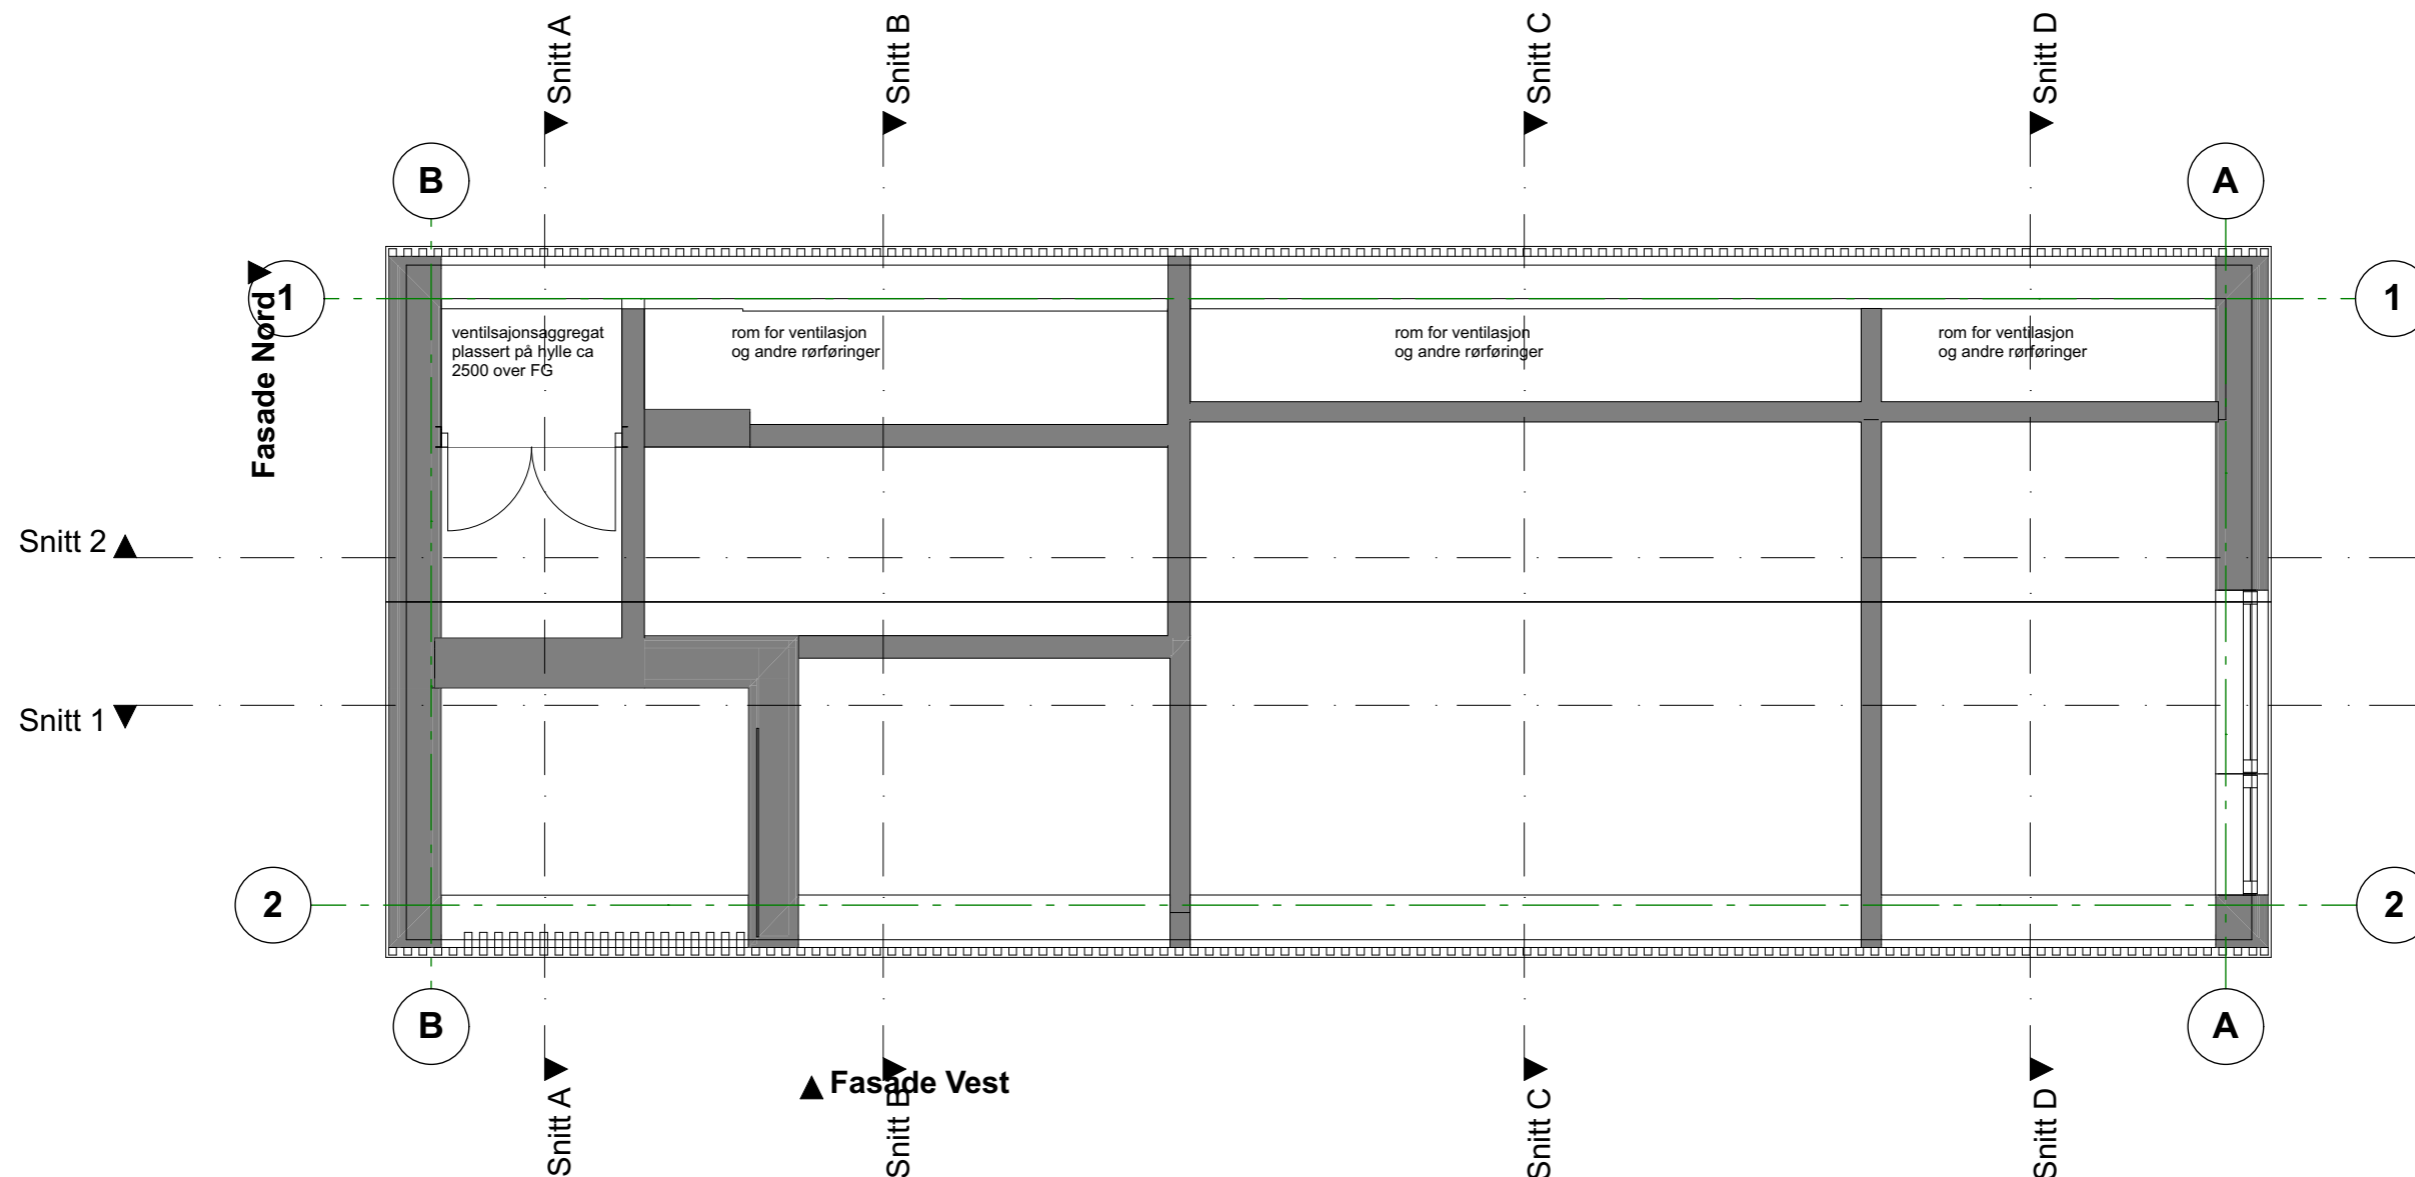 Snitt A
Snitt B
Snitt C
Snitt D
B
A
1
1
Fasade Nord
ventilsajonsaggregat
plassert på hylle ca
2500 over FG
rom for ventilasjon
og andre rørføringer
rom for ventilasjon
og andre rørføringer
rom for ventilasjon
og andre rørføringer
Snitt 2
Snitt 1
2
2
B
A
Fasade Vest
Snitt A
Snitt B
Snitt C
Snitt D